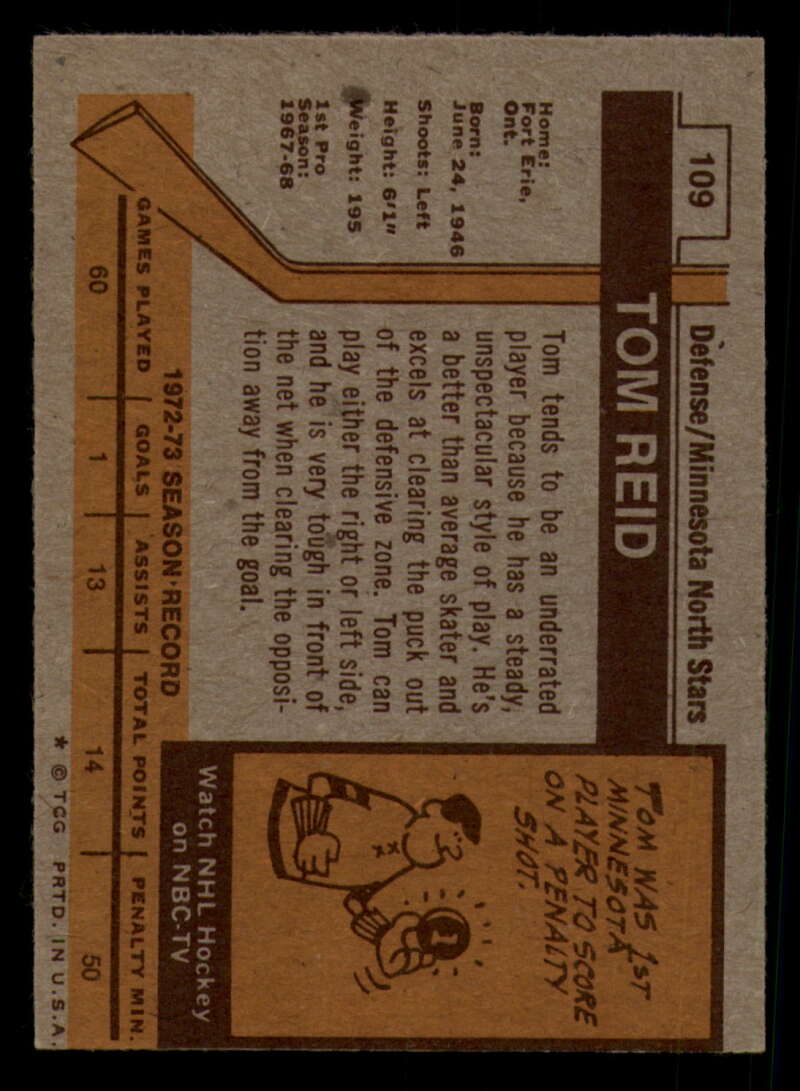 109
Defense/Minnesota North Stars
TOM REID
Home:
Fort Erie,
Ont.
Born:
June 24, 1946
Shoots: Left
Height: 6'1"
Weight: 195
1st Pro
Season:
1967-68
Tom tends to be an underrated
player because he has a steady,
unspectacular style of play. He's
a better than average skater and
excels at clearing the puck out
of the defensive zone. Tom can
play either the right or left side,
and he is very tough in front of
the net when clearing the opposi-
tion away from the goal.
TOM WAS 1ST
MINNESOTA
PLAYER TO SCORE
ON A PENALTY
SHOT.
1
Watch NHL Hockey
on NBC-TV
1972-73 SEASON RECORD
GAMES PLAYED GOALS ASSISTS TOTAL POINTS PENALTY MIN.
60 1 13 14 50
* © TCG PRTD. IN U.S.A.